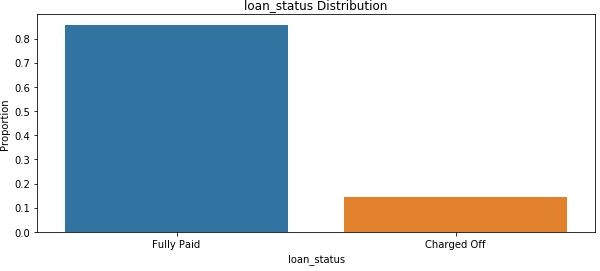 loan_status Distribution
Proportion
0.8
0.7
0.6
0.5
0.4
0.3
0.2
0.1
0.0
Fully Paid
Charged Off
loan_status